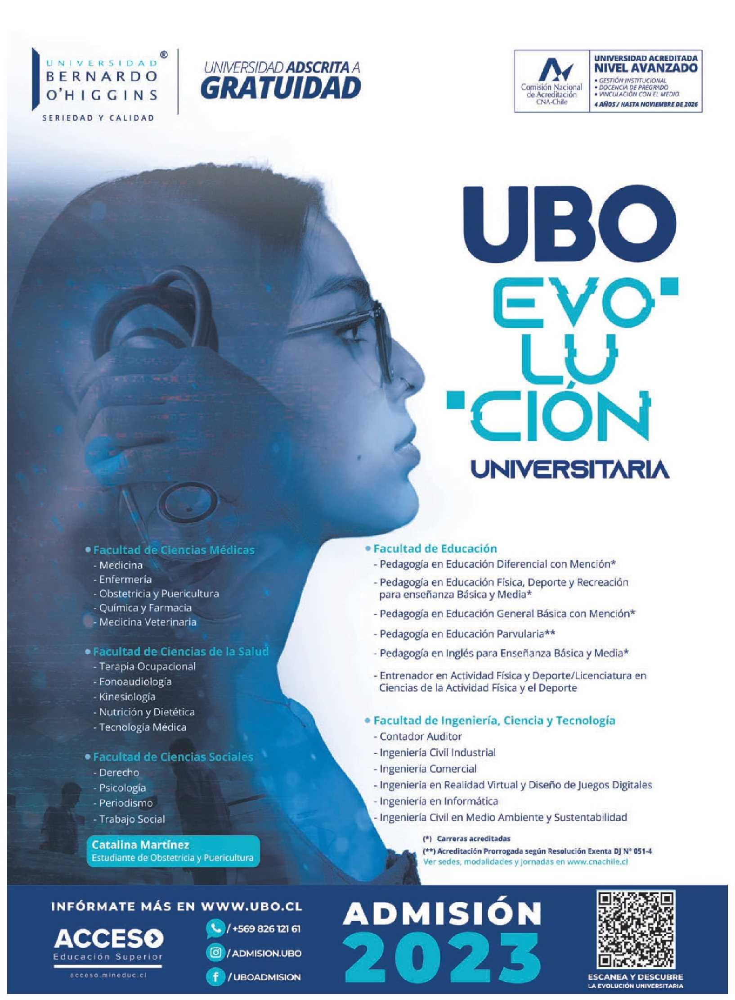 UNIVERSIDAD ®
BERNARDO
O'HIGGINS
SERIEDAD Y CALIDAD
UNIVERSIDAD ADSCRITA A
GRATUIDAD
Comisión Nacional
de Acreditación
CNA-Chile
UNIVERSIDAD ACREDITADA
NIVEL AVANZADO
• GESTIÓN INSTITUCIONAL
• DOCENCIA DE PREGRADO
• VINCULACIÓN CON EL MEDIO
4 AÑOS / HASTA NOVIEMBRE DE 2026
UBO
EVO
LU
CIÓN
UNIVERSITARIA
• Facultad de Ciencias Médicas
- Medicina
- Enfermería
- Obstetricia y Puericultura
- Química y Farmacia
- Medicina Veterinaria
• Facultad de Ciencias de la Salud
- Terapia Ocupacional
- Fonoaudiología
- Kinesiología
- Nutrición y Dietética
- Tecnología Médica
• Facultad de Ciencias Sociales
- Derecho
- Psicología
- Periodismo
- Trabajo Social
Catalina Martínez
Estudiante de Obstetricia y Puericultura
• Facultad de Educación
- Pedagogía en Educación Diferencial con Mención*
- Pedagogía en Educación Física, Deporte y Recreación
para enseñanza Básica y Media*
- Pedagogía en Educación General Básica con Mención*
- Pedagogía en Educación Parvularia**
- Pedagogía en Inglés para Enseñanza Básica y Media*
- Entrenador en Actividad Física y Deporte/Licenciatura en
Ciencias de la Actividad Física y el Deporte
• Facultad de Ingeniería, Ciencia y Tecnología
- Contador Auditor
- Ingeniería Civil Industrial
- Ingeniería Comercial
- Ingeniería en Realidad Virtual y Diseño de Juegos Digitales
- Ingeniería en Informática
- Ingeniería Civil en Medio Ambiente y Sustentabilidad
(*) Carreras acreditadas
(**) Acreditación Prorrogada según Resolución Exenta DJ N° 051-4
Ver sedes, modalidades y jornadas en www.cnachile.cl
INFÓRMATE MÁS EN WWW.UBO.CL
ACCESO
Educación Superior
acceso.mineduc.cl
/ +569 826 121 61
/ ADMISION.UBO
/ UBOADMISION
ADMISIÓN
2023
ESCANEA Y DESCUBRE
LA EVOLUCIÓN UNIVERSITARIA